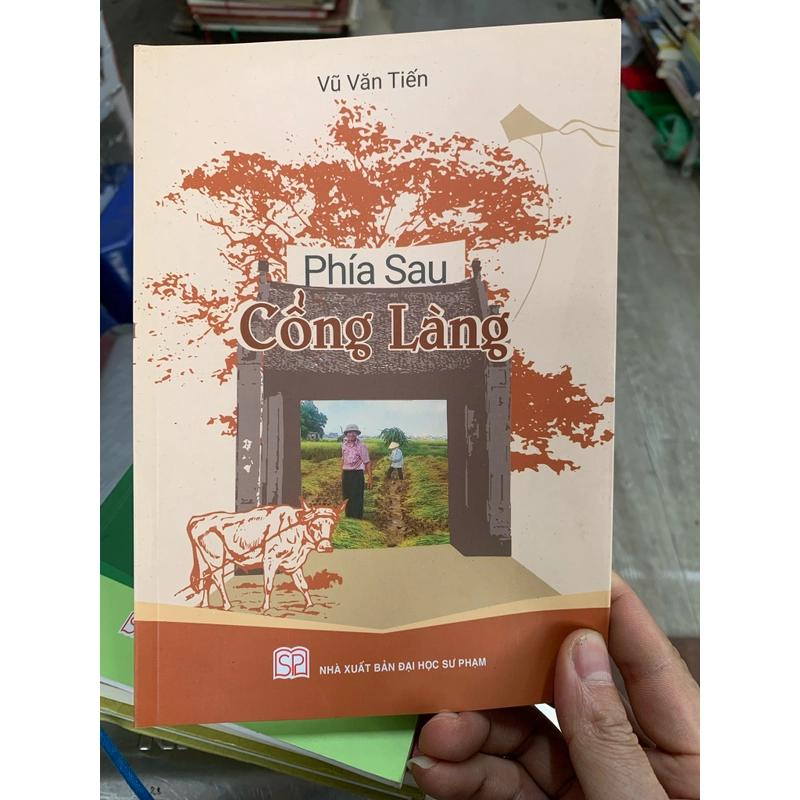 Vũ Văn Tiến
Phía Sau
Cổng Làng
SP
NHÀ XUẤT BẢN ĐẠI HỌC SƯ PHẠM